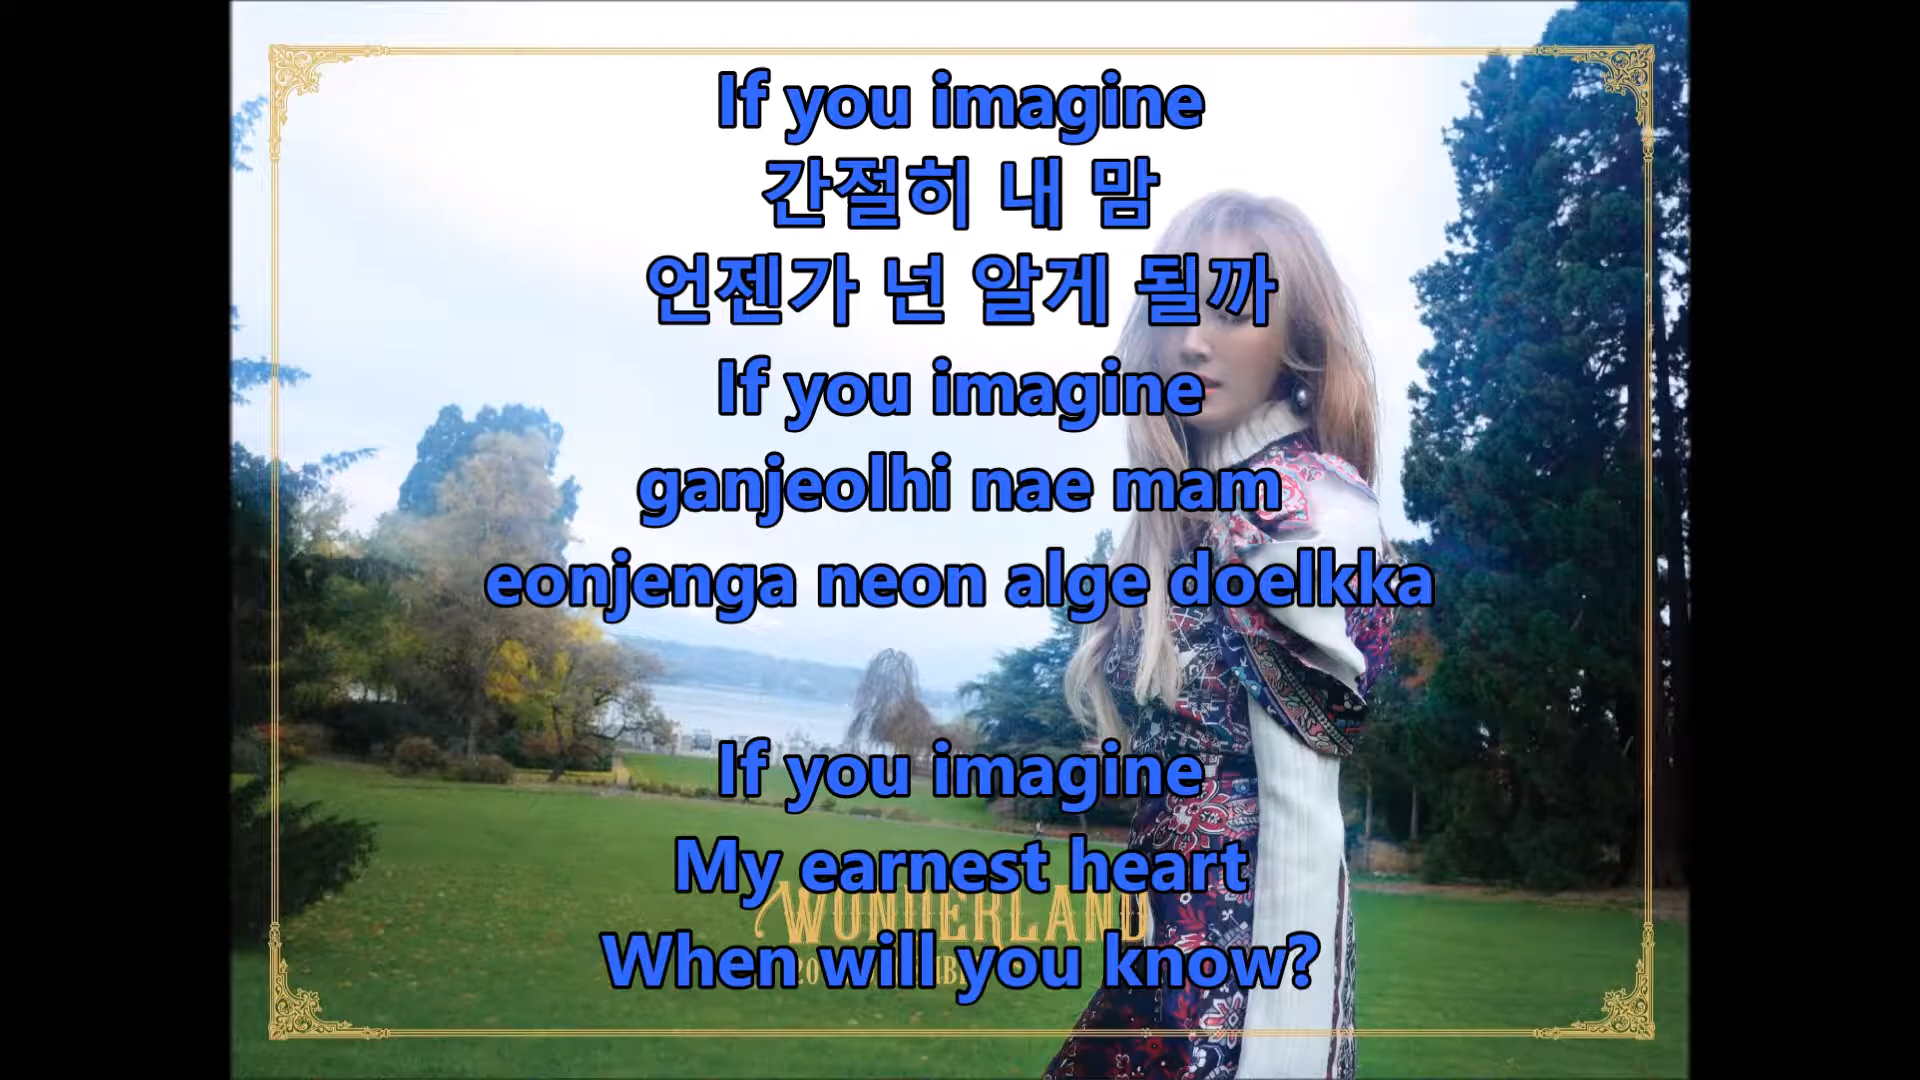 If you imagine
간절히 내 맘
언젠가 넌 알게 될까
If you imagine
ganjeolhi nae mam
eonjenga neon alge doelkka
If you imagine
My earnest heart
WONDERLAND
When will you know?